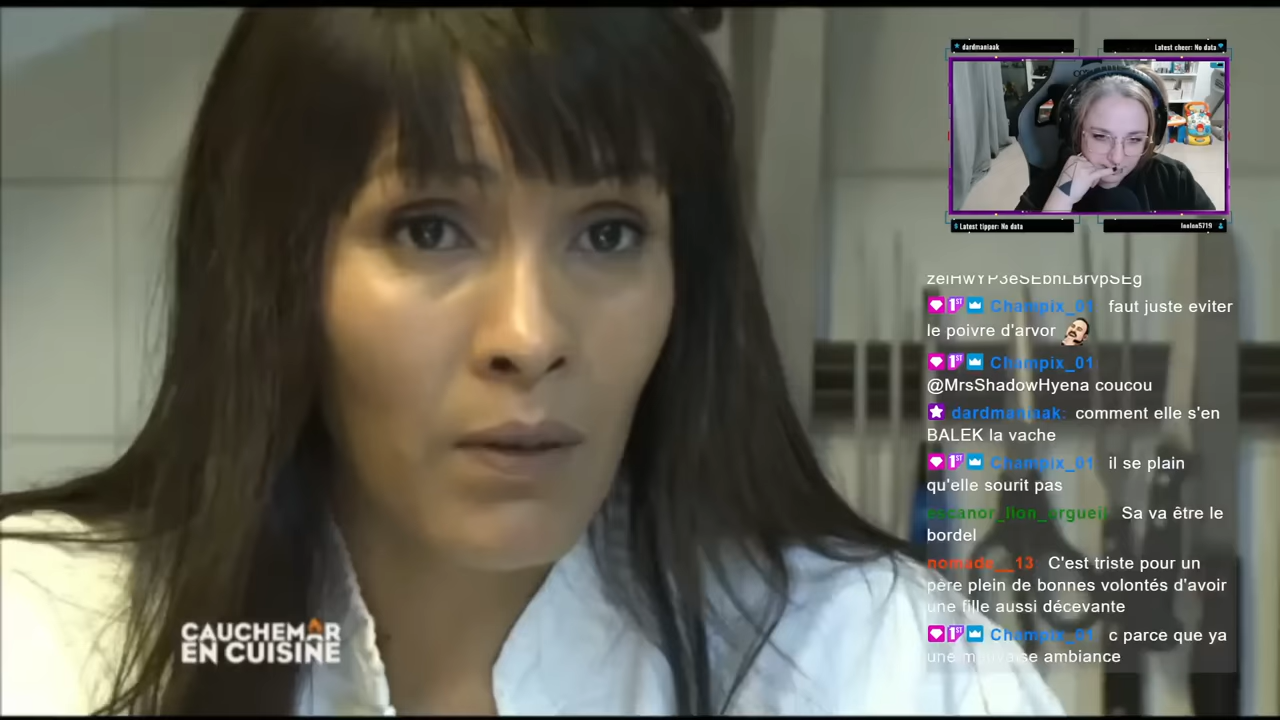 dardmaniaak
Latest cheer: No data
Latest tipper: No data
Champix_01 faut juste eviter
le poivre d'arvor
Champix_01
@MrsShadowHyena coucou
dardmaniaak: comment elle s'en
BALEK la vache
Champix_01 il se plain
qu'elle sourit pas
escanor_lion_orgueil Sa va être le
bordel
nomade__13 C'est triste pour un
père plein de bonnes volontés d'avoir
une fille aussi décevante
Champix_01 c parce que ya
une mauvaise ambiance
CAUCHEMAR
EN CUISINE